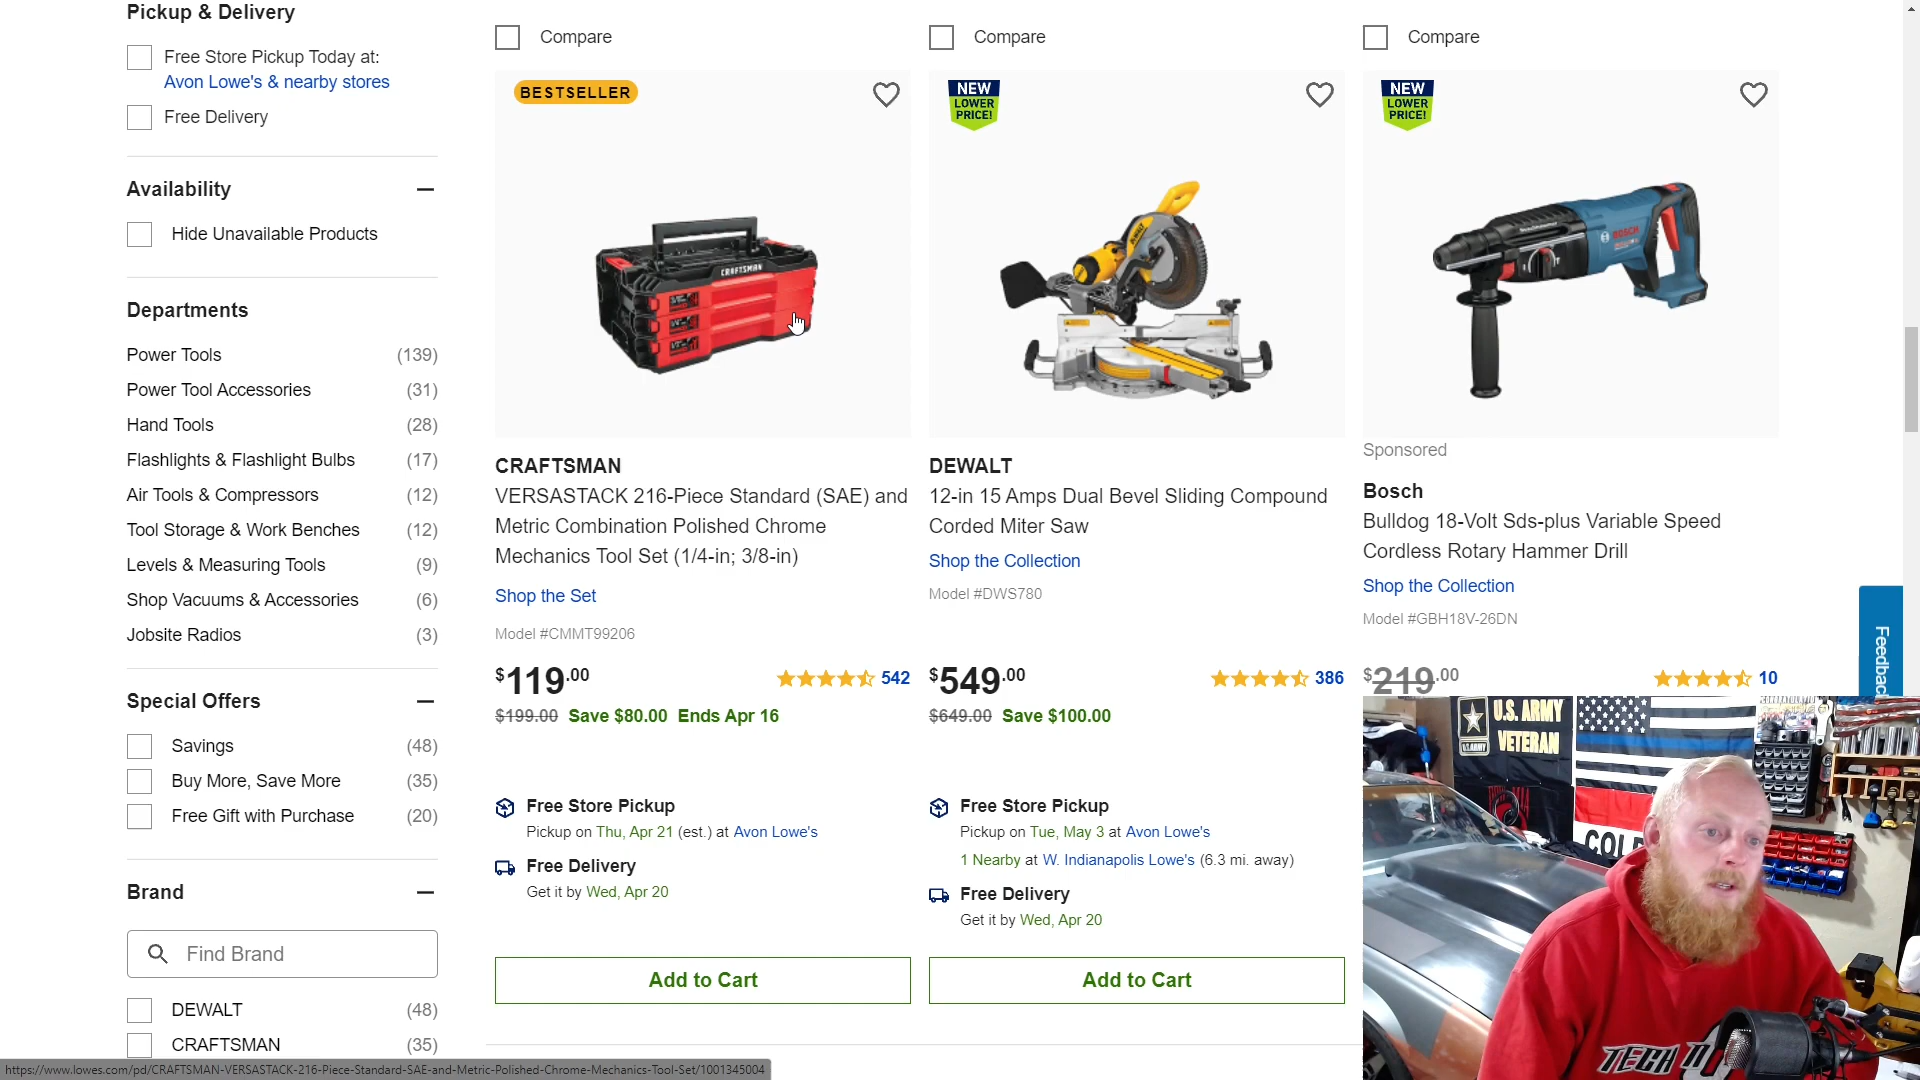 Pickup & Delivery
Free Store Pickup Today at:
Avon Lowe's & nearby stores
Free Delivery
Availability
Hide Unavailable Products
Departments
Power Tools (139)
Power Tool Accessories (31)
Hand Tools (28)
Flashlights & Flashlight Bulbs (17)
Air Tools & Compressors (12)
Tool Storage & Work Benches (12)
Levels & Measuring Tools (9)
Shop Vacuums & Accessories (6)
Jobsite Radios (3)
Special Offers
Savings (48)
Buy More, Save More (35)
Free Gift with Purchase (20)
Brand
Find Brand
DEWALT (48)
CRAFTSMAN (35)
Compare
BESTSELLER
CRAFTSMAN
CRAFTSMAN
VERSASTACK 216-Piece Standard (SAE) and
Metric Combination Polished Chrome
Mechanics Tool Set (1/4-in; 3/8-in)
Shop the Set
Model #CMMT99206
$119.00
542
$199.00 Save $80.00 Ends Apr 16
Free Store Pickup
Pickup on Thu, Apr 21 (est.) at Avon Lowe's
Free Delivery
Get it by Wed, Apr 20
Add to Cart
Compare
NEW
LOWER
PRICE!
DEWALT
DEWALT
12-in 15 Amps Dual Bevel Sliding Compound
Corded Miter Saw
Shop the Collection
Model #DWS780
$549.00
386
$649.00 Save $100.00
Free Store Pickup
Pickup on Tue, May 3 at Avon Lowe's
1 Nearby at W. Indianapolis Lowe's (6.3 mi. away)
Free Delivery
Get it by Wed, Apr 20
Add to Cart
Compare
NEW
LOWER
PRICE!
BOSCH
Sponsored
Bosch
Bulldog 18-Volt Sds-plus Variable Speed
Cordless Rotary Hammer Drill
Shop the Collection
Model #GBH18V-26DN
$219.00
10
Feedbac
U.S. ARMY
VETERAN
COL
TECH
https://www.lowes.com/pd/CRAFTSMAN-VERSASTACK-216-Piece-Standard-SAE-and-Metric-Polished-Chrome-Mechanics-Tool-Set/1001345004